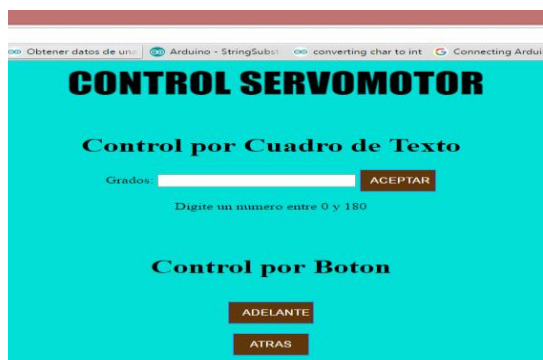 Obtener datos de una Arduino - StringSubst converting char to int Connecting Ardui
CONTROL SERVOMOTOR
Control por Cuadro de Texto
Grados: ACEPTAR
Digite un numero entre 0 y 180
Control por Boton
ADELANTE
ATRAS